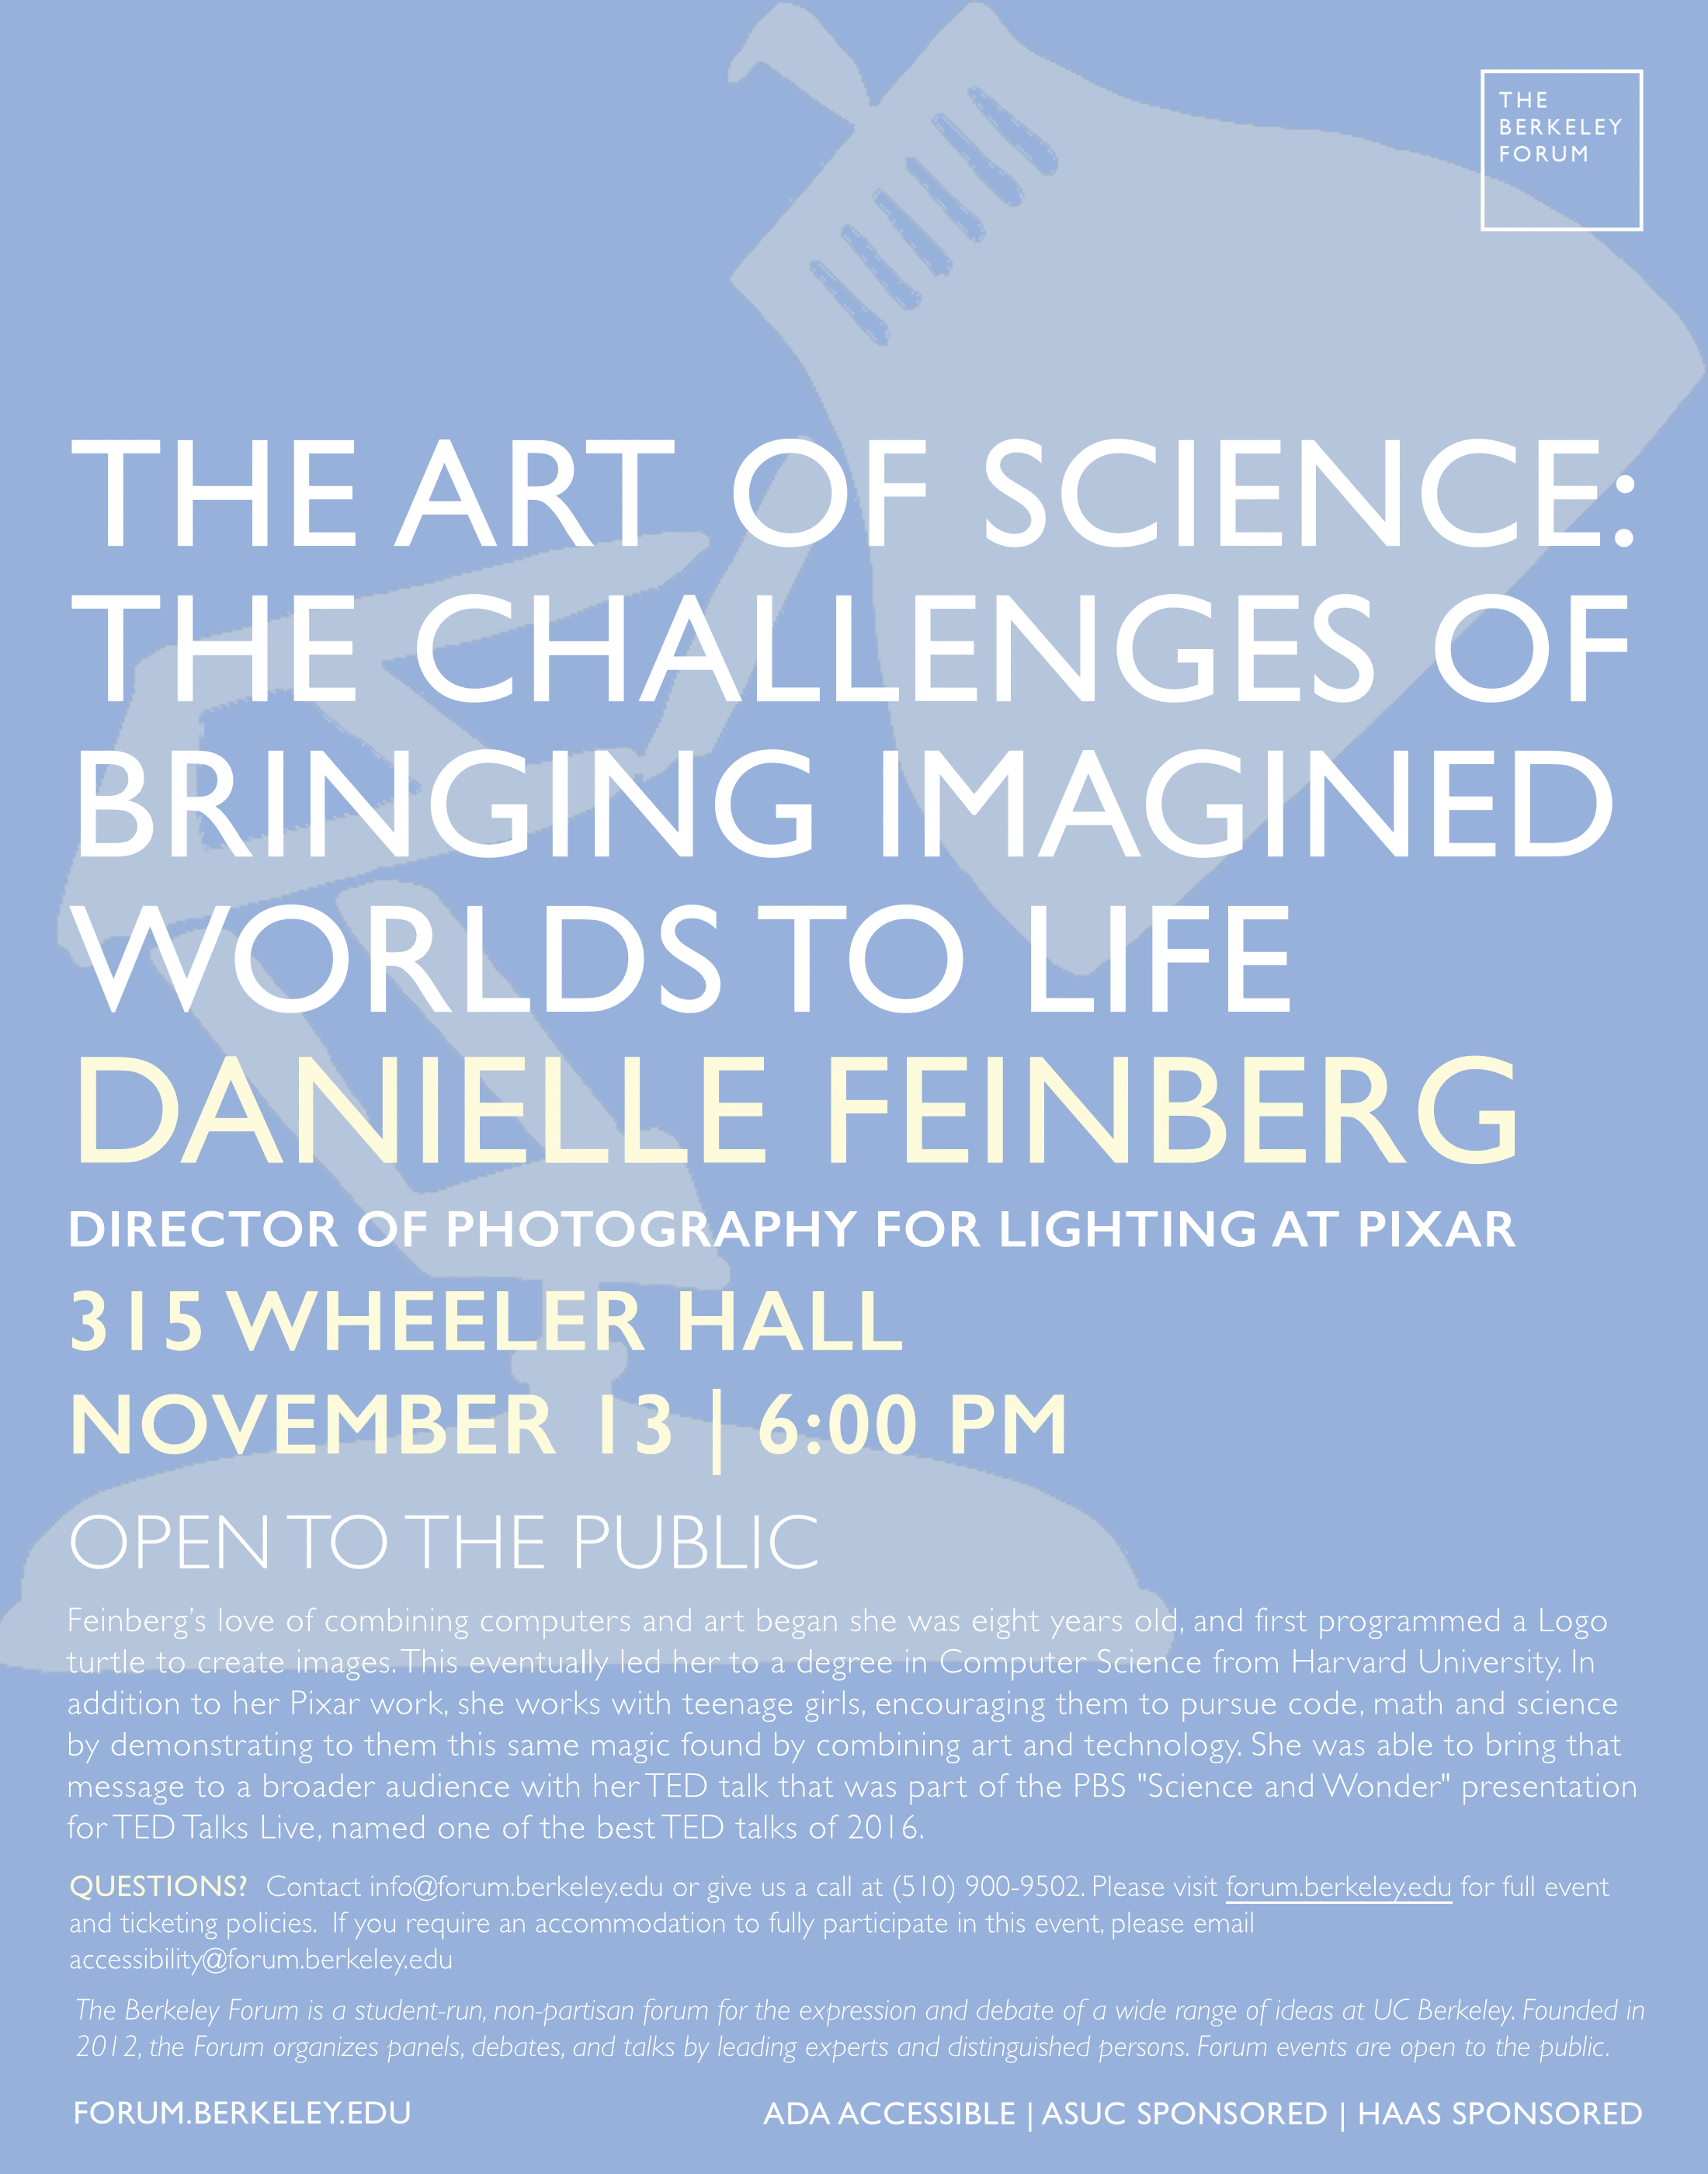 THE
BERKELEY
FORUM
THE ART OF SCIENCE:
THE CHALLENGES OF
BRINGING IMAGINED
WORLDS TO LIFE
DANIELLE FEINBERG
DIRECTOR OF PHOTOGRAPHY FOR LIGHTING AT PIXAR
315 WHEELER HALL
NOVEMBER 13 | 6:00 PM
OPEN TO THE PUBLIC
Feinberg's love of combining computers and art began she was eight years old, and first programmed a Logo
turtle to create images. This eventually led her to a degree in Computer Science from Harvard University. In
addition to her Pixar work, she works with teenage girls, encouraging them to pursue code, math and science
by demonstrating to them this same magic found by combining art and technology. She was able to bring that
message to a broader audience with her TED talk that was part of the PBS "Science and Wonder" presentation
for TED Talks Live, named one of the best TED talks of 2016.
QUESTIONS? Contact info@forum.berkeley.edu or give us a call at (510) 900-9502. Please visit forum.berkeley.edu for full event
and ticketing policies. If you require an accommodation to fully participate in this event, please email
accessibility@forum.berkeley.edu
The Berkeley Forum is a student-run, non-partisan forum for the expression and debate of a wide range of ideas at UC Berkeley. Founded in
2012, the Forum organizes panels, debates, and talks by leading experts and distinguished persons. Forum events are open to the public.
FORUM.BERKELEY.EDU
ADA ACCESSIBLE | ASUC SPONSORED | HAAS SPONSORED